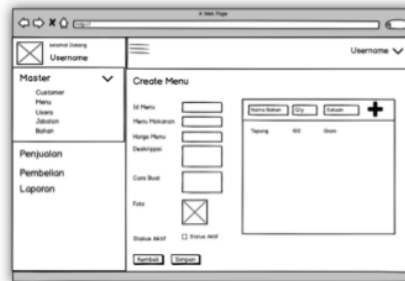 A Web Page
http://
selamat Datang
Username
Username
Master
Customer
Menu
Users
Jabatan
Bahan
Penjualan
Pembelian
Laporan
Create Menu
Id Menu
Menu Makanan
Harga Menu
Deskripsi
Cara Buat
Foto
Status Aktif
Status Aktif
Kembali
Simpan
Nama Bahan Qty Satuan
Tepung 100 Gram